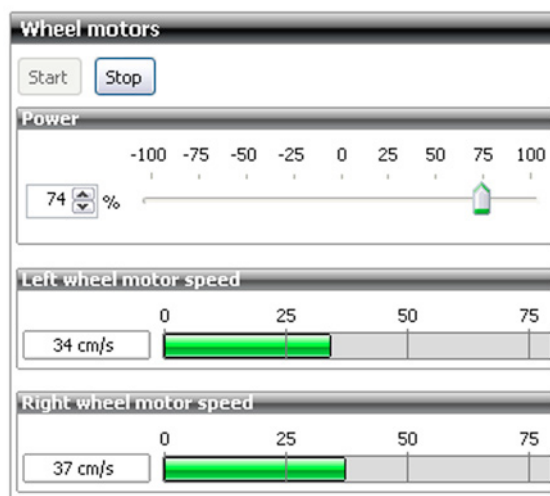 Wheel motors
Start Stop
Power
-100 -75 -50 -25 0 25 50 75 100
74 %
Left wheel motor speed
0 25 50 75
34 cm/s
Right wheel motor speed
0 25 50 75
37 cm/s